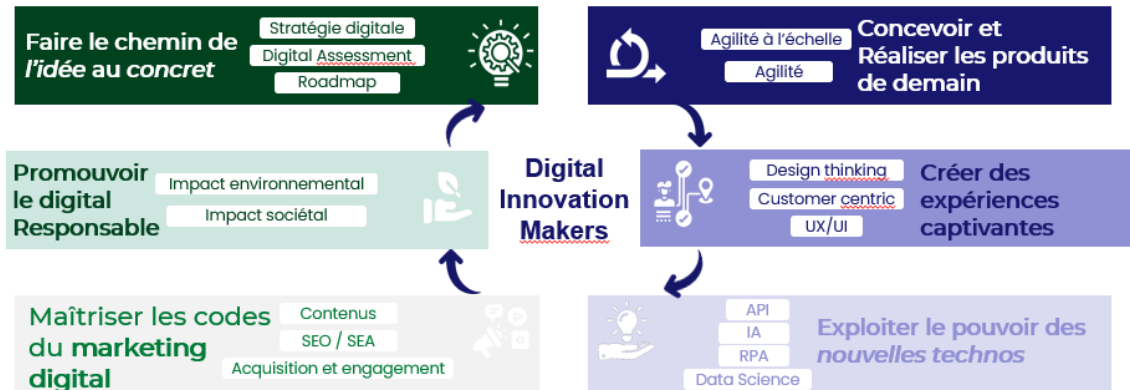 Faire le chemin de
l'idée au concret
Stratégie digitale
Digital Assessment
Roadmap
Agilité à l'échelle
Agilité
Concevoir et
Réaliser les produits
de demain
Promouvoir
le digital
Responsable
Impact environnemental
Impact sociétal
Digital
Innovation
Makers
Design thinking
Customer centric
UX/UI
Créer des
expériences
captivantes
Maîtriser les codes
du marketing
digital
Contenus
SEO / SEA
Acquisition et engagement
API
IA
RPA
Data Science
Exploiter le pouvoir des
nouvelles technos